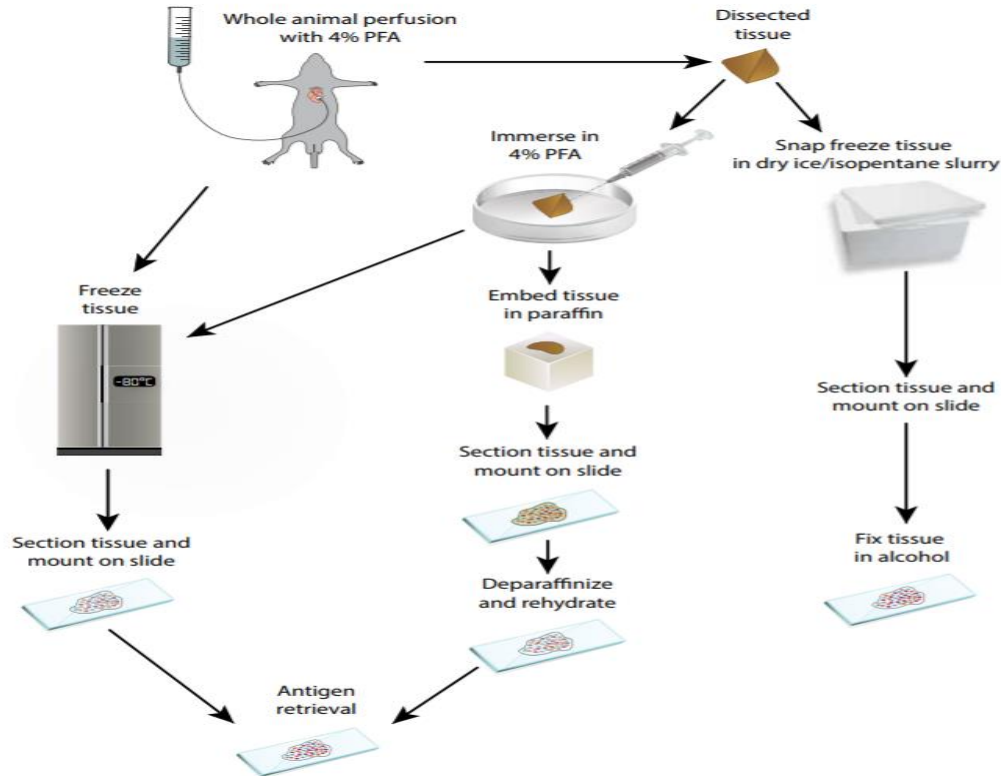 Whole animal perfusion
with 4% PFA
Dissected
tissue
Immerse in
4% PFA
Snap freeze tissue
in dry ice/isopentane slurry
Freeze
tissue
-80°C
Embed tissue
in paraffin
Section tissue and
mount on slide
Section tissue and
mount on slide
Section tissue and
mount on slide
Fix tissue
in alcohol
Deparaffinize
and rehydrate
Antigen
retrieval